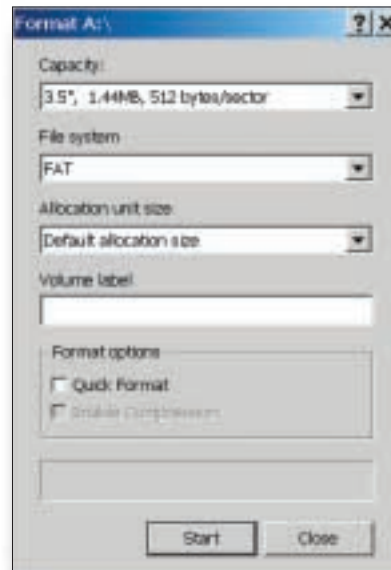 Format A:\
Capacity:
3.5", 1.44MB, 512 bytes/sector
File system
FAT
Allocation unit size
Default allocation size
Volume label
Format options
Quick Format
Enable Compression
Start
Close